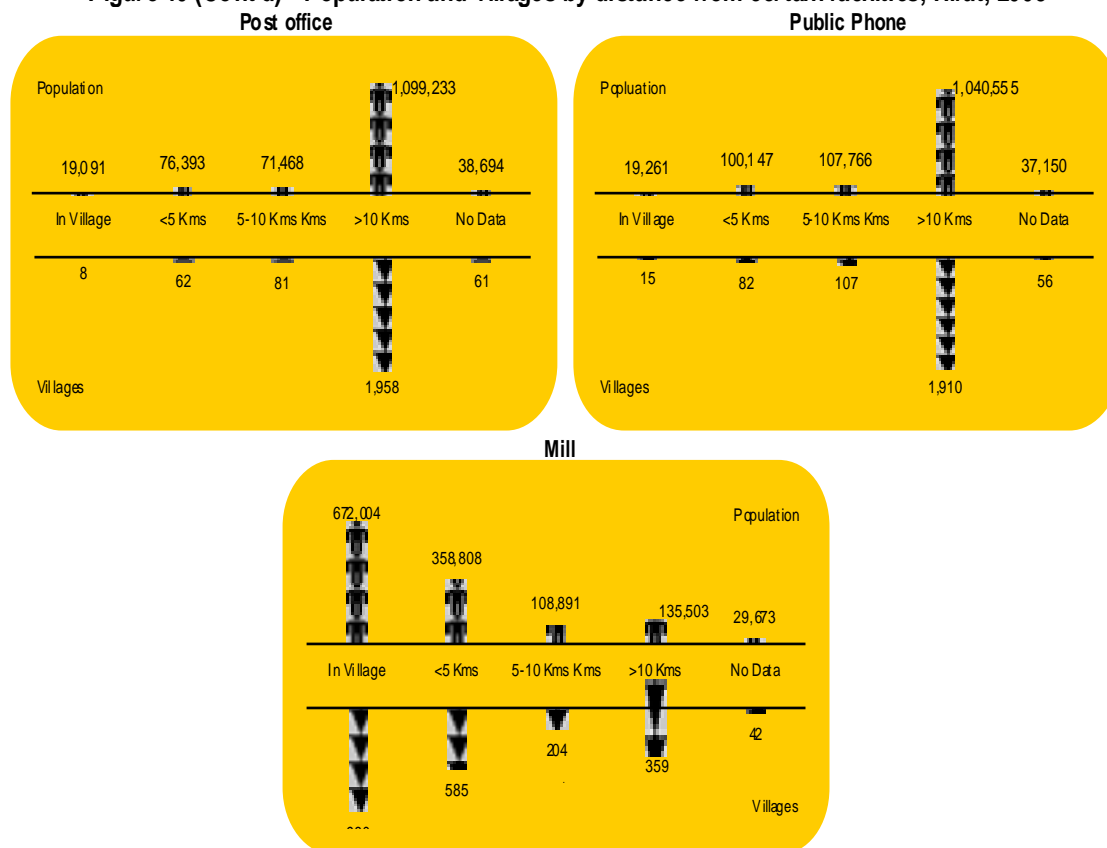 Post office
Public Phone
Population
1,099,233
19,091
76,393
71,468
38,694
In Village
<5 Kms
5-10 Kms Kms
>10 Kms
No Data
8
62
81
61
Villages
1,958
Popluation
1,040,555
19,261
100,147
107,766
37,150
In Village
<5 Kms
5-10 Kms Kms
>10 Kms
No Data
15
82
107
56
Villages
1,910
Mill
672,004
Population
358,808
108,891
135,503
29,673
In Village
<5 Kms
5-10 Kms Kms
>10 Kms
No Data
204
42
585
359
Villages